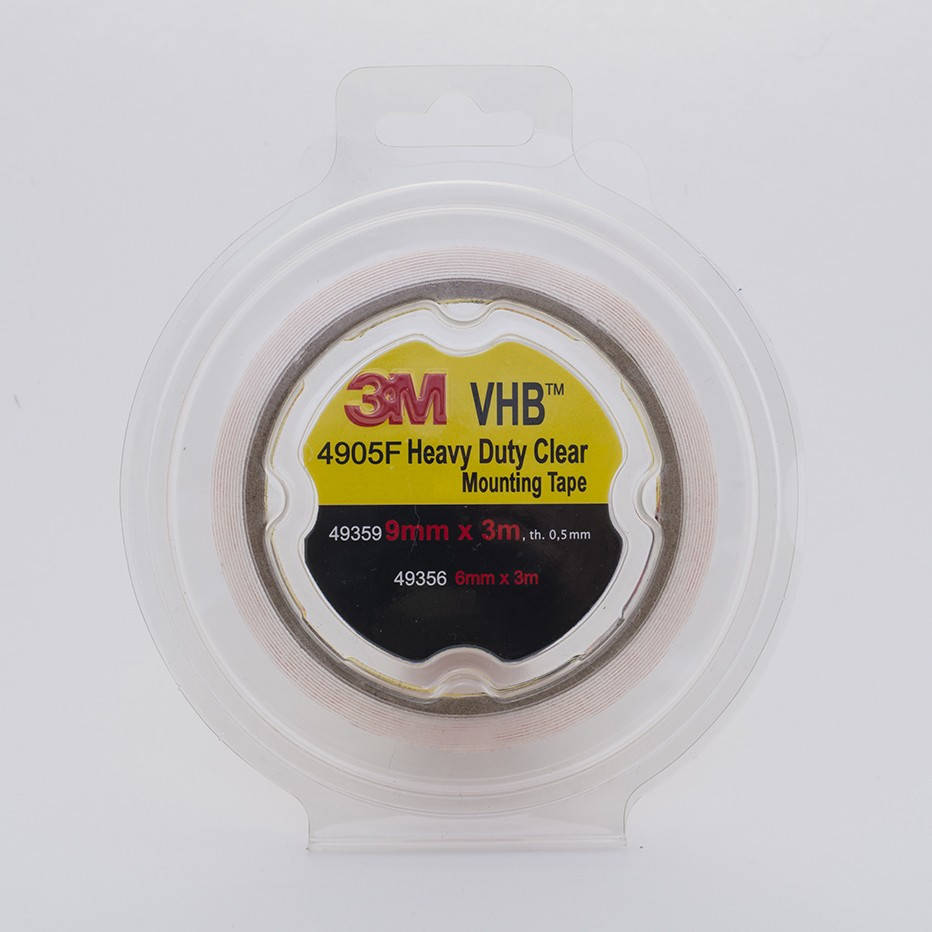 3M VHB™
4905F Heavy Duty Clear
Mounting Tape
49359 9mm x 3m, th. 0,5mm
49356 6mm x 3m